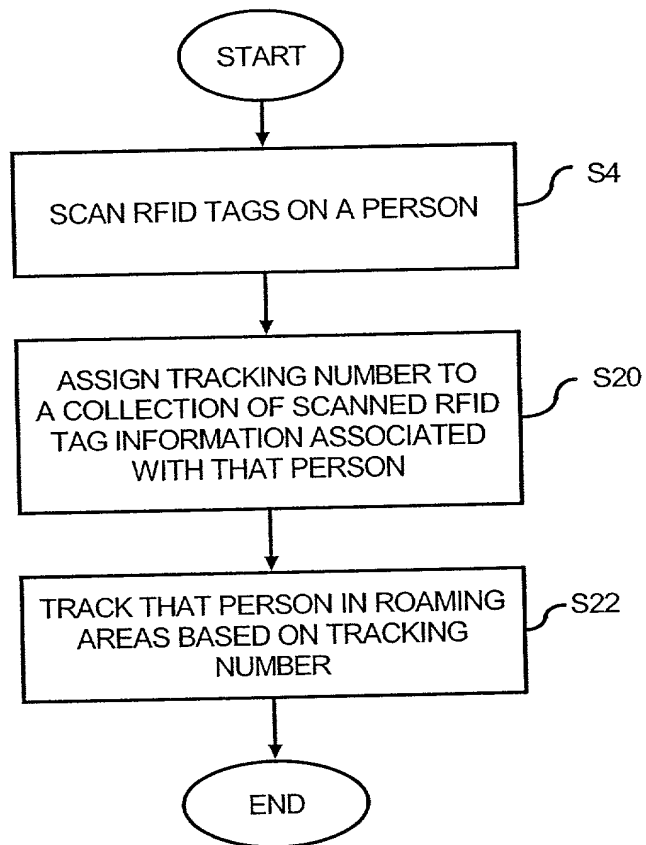 START
SCAN RFID TAGS ON A PERSON
S4
ASSIGN TRACKING NUMBER TO
A COLLECTION OF SCANNED RFID
TAG INFORMATION ASSOCIATED
WITH THAT PERSON
S20
TRACK THAT PERSON IN ROAMING
AREAS BASED ON TRACKING
NUMBER
S22
END